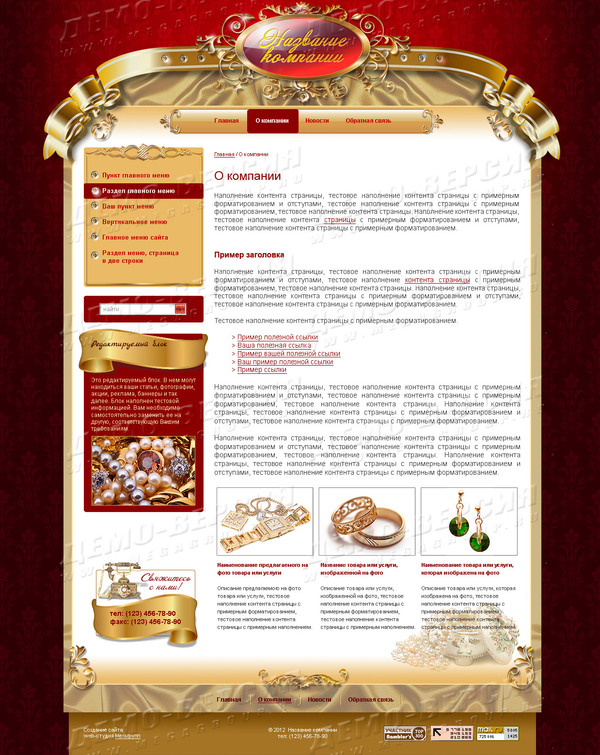 Название
компании
Главная О компании Новости Обратная связь
Главная / О компании
Пункт главного меню
Раздел главного меню
Ваш пункт меню
Вертикальное меню
Главное меню сайта
Раздел меню, страница
в две строки
найти
Редактируемый блок
Это редактируемый блок. В нем могут
находиться ваши статьи, фотографии,
акции, реклама, баннеры и так
далее. Блок наполнен тестовой
информацией. Вам необходимо
самостоятельно заменить ее на
другую, соответствующую Вашим
требованиям
Свяжитесь
с нами!
тел: (123) 456-78-90
факс: (123) 456-78-90
О компании
Наполнение контента страницы, тестовое наполнение контента страницы с примерным
форматированием и отступами, тестовое наполнение контента страницы с примерным
форматированием, тестовое наполнение контента страницы. Наполнение контента страницы,
тестовое наполнение контента страницы с примерным форматированием и отступами,
тестовое наполнение контента страницы с примерным форматированием.
Пример заголовка
Наполнение контента страницы, тестовое наполнение контента страницы с примерным
форматированием и отступами, тестовое наполнение контента страницы с примерным
форматированием, тестовое наполнение контента страницы. Наполнение контента страницы,
тестовое наполнение контента страницы с примерным форматированием и отступами,
тестовое наполнение контента страницы с примерным форматированием.
Тестовое наполнение контента страницы с примерным форматированием
> Пример полезной ссылки
> Ваша полезная ссылка
> Пример вашей полезной ссылки
> Ваш пример полезной ссылки
> Пример ссылки
Наполнение контента страницы, тестовое наполнение контента страницы с примерным
форматированием и отступами, тестовое наполнение контента страницы с примерным
форматированием, тестовое наполнение контента страницы. Наполнение контента
страницы, тестовое наполнение контента страницы с примерным форматированием и
отступами, тестовое наполнение контента страницы с примерным форматированием.
Наполнение контента страницы, тестовое наполнение контента страницы с примерным
форматированием и отступами, тестовое наполнение контента страницы с примерным
форматированием, тестовое наполнение контента страницы. Наполнение контента
страницы, тестовое наполнение контента страницы с примерным форматированием и
отступами, тестовое наполнение контента страницы с примерным форматированием.
Наименование предлагаемого на
фото товара или услуги
Описание предлагаемого на фото
товара или услуги, тестовое
наполнение контента страницы с
примерным форматированием,
тестовое наполнение контента
страницы с примерным наполнением.
Название товара или услуги,
изображенной на фото
Описание товара или услуги,
изображённой на фото, тестовое
наполнение контента страницы с
примерным форматированием,
тестовое наполнение контента
страницы с примерным форматированием.
Название товара или услуги,
которая изображена на фото
Описание товара или услуги, которая
изображена на фото, тестовое
наполнение контента страницы с
примерным форматированием,
тестовое наполнение контента
страницы с примерным форматированием.
Главная О компании Новости Обратная связь
Создание сайта
web-студия Мегагрупп
© 2012 Название компании
тел: (123) 456-78-90
УЧАСТНИК
Rambler's
TOP
100
mail.ru
ДЕМО-ВЕРСИЯ
WWW.MEGAGRUP.RU